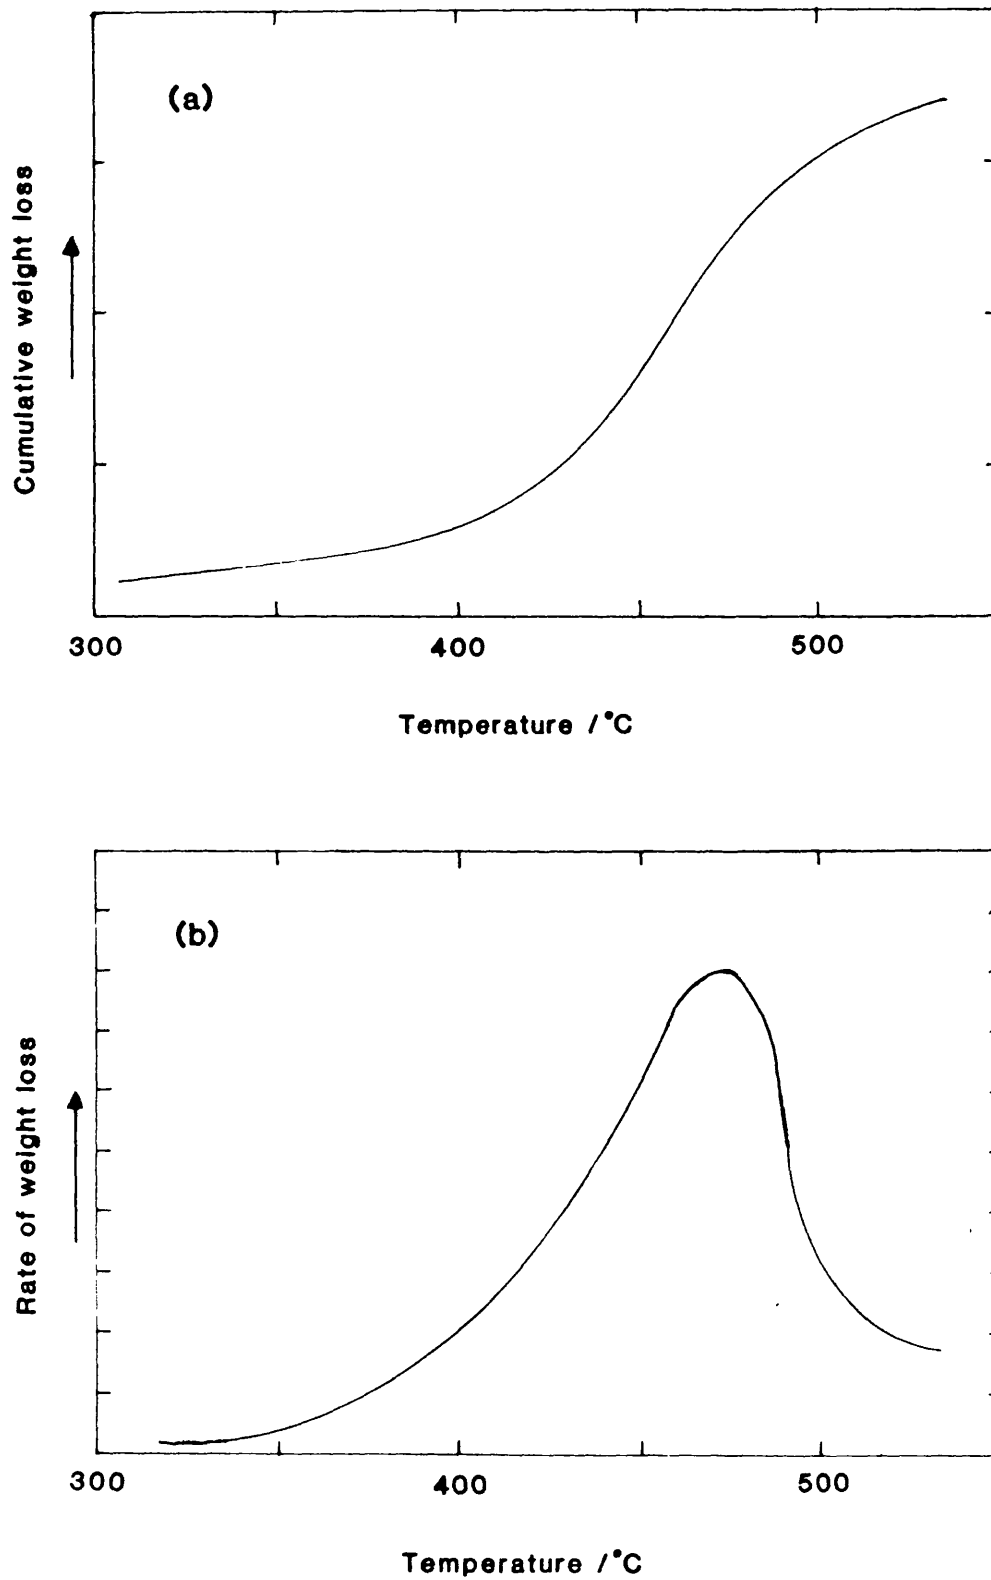 (a)
Cumulative weight loss
300 400 500
Temperature /°C
(b)
Rate of weight loss
300 400 500
Temperature /°C